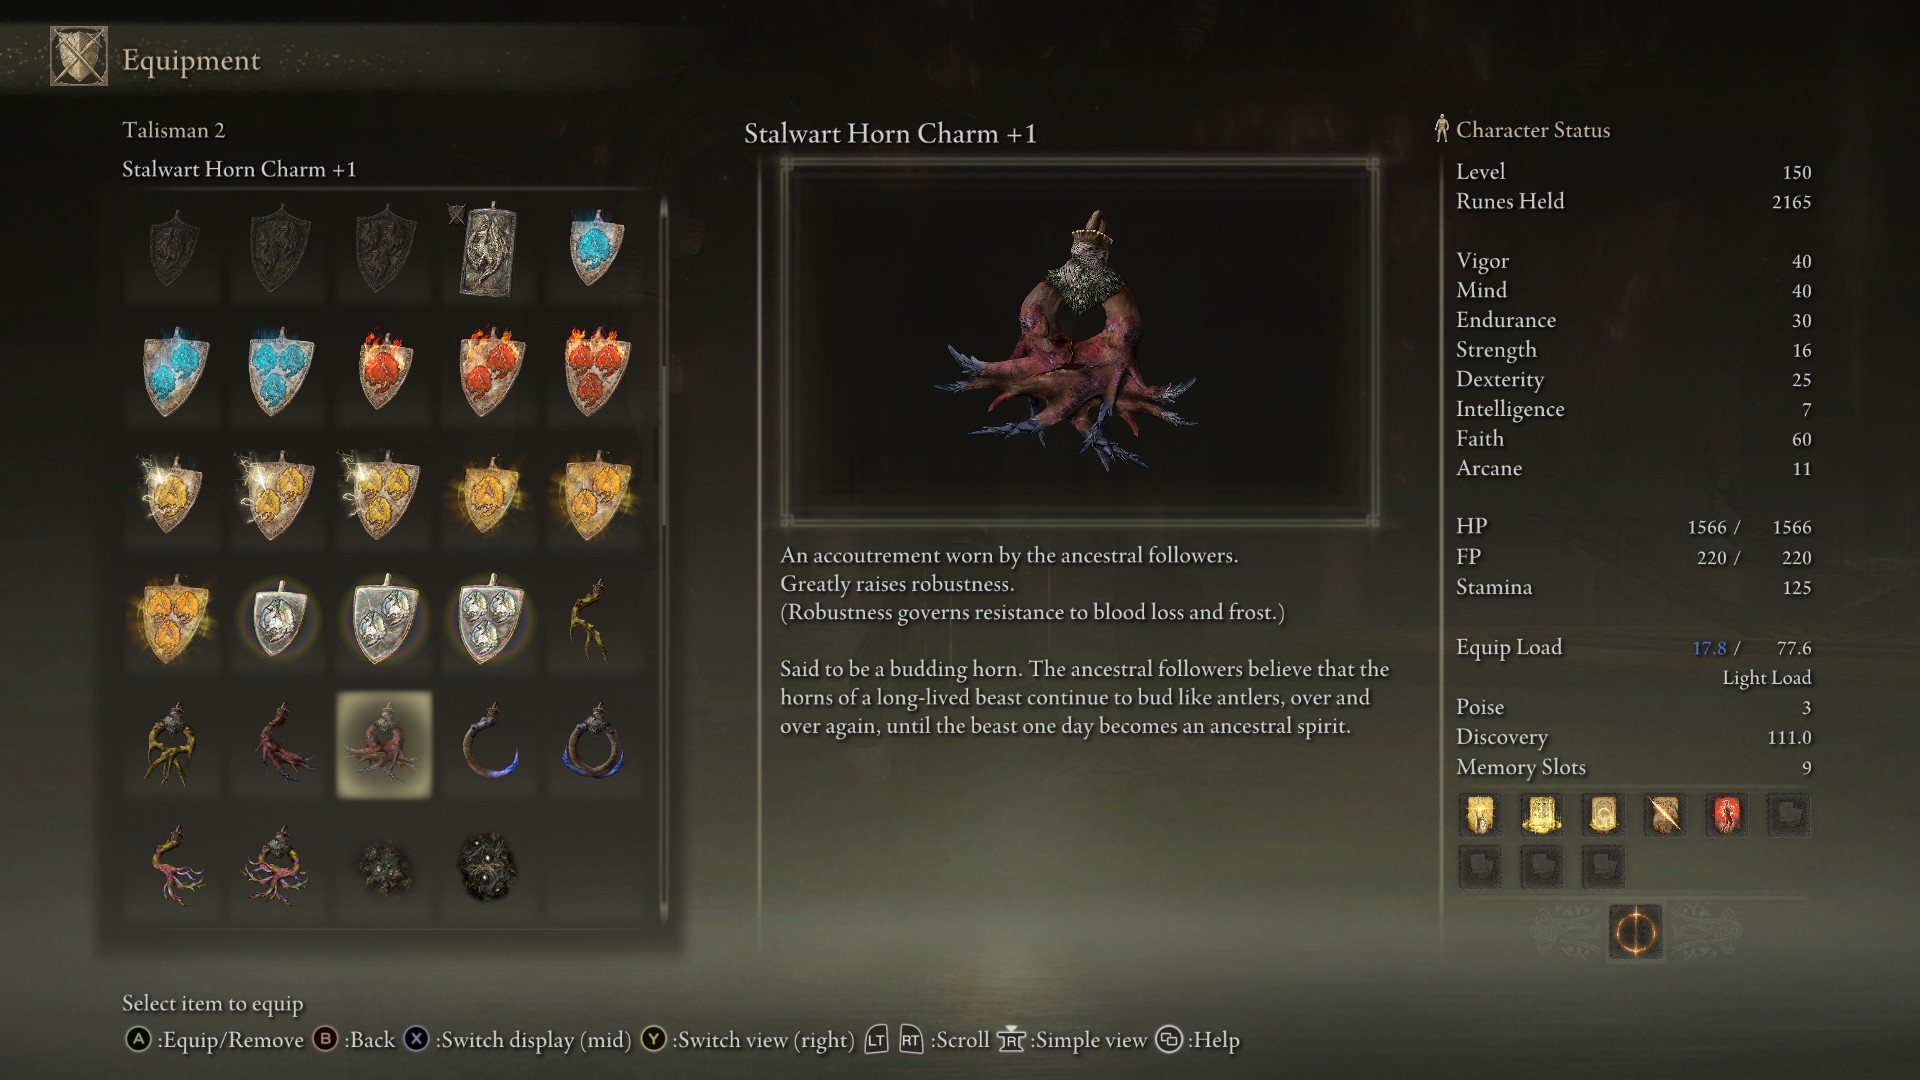 Equipment
Talisman 2
Stalwart Horn Charm +1
Stalwart Horn Charm +1
An accoutrement worn by the ancestral followers.
Greatly raises robustness.
(Robustness governs resistance to blood loss and frost.)
Said to be a budding horn. The ancestral followers believe that the
horns of a long-lived beast continue to bud like antlers, over and
over again, until the beast one day becomes an ancestral spirit.
Character Status
Level 150
Runes Held 2165
Vigor 40
Mind 40
Endurance 30
Strength 16
Dexterity 25
Intelligence 7
Faith 60
Arcane 11
HP 1566 / 1566
FP 220 / 220
Stamina 125
Equip Load 17.8 / 77.6
Light Load
Poise 3
Discovery 111.0
Memory Slots 9
Select item to equip
A :Equip/Remove B :Back X :Switch display (mid) Y :Switch view (right) LT RT :Scroll R :Simple view :Help